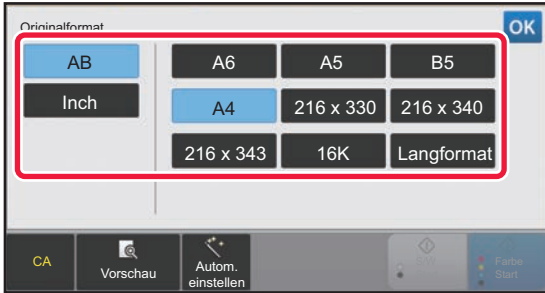 Originalformat
OK
AB
A6
A5
B5
Inch
A4
216 x 330
216 x 340
216 x 343
16K
Langformat
CA
Vorschau
Autom.
einstellen
S/W
Start
Farbe
Start